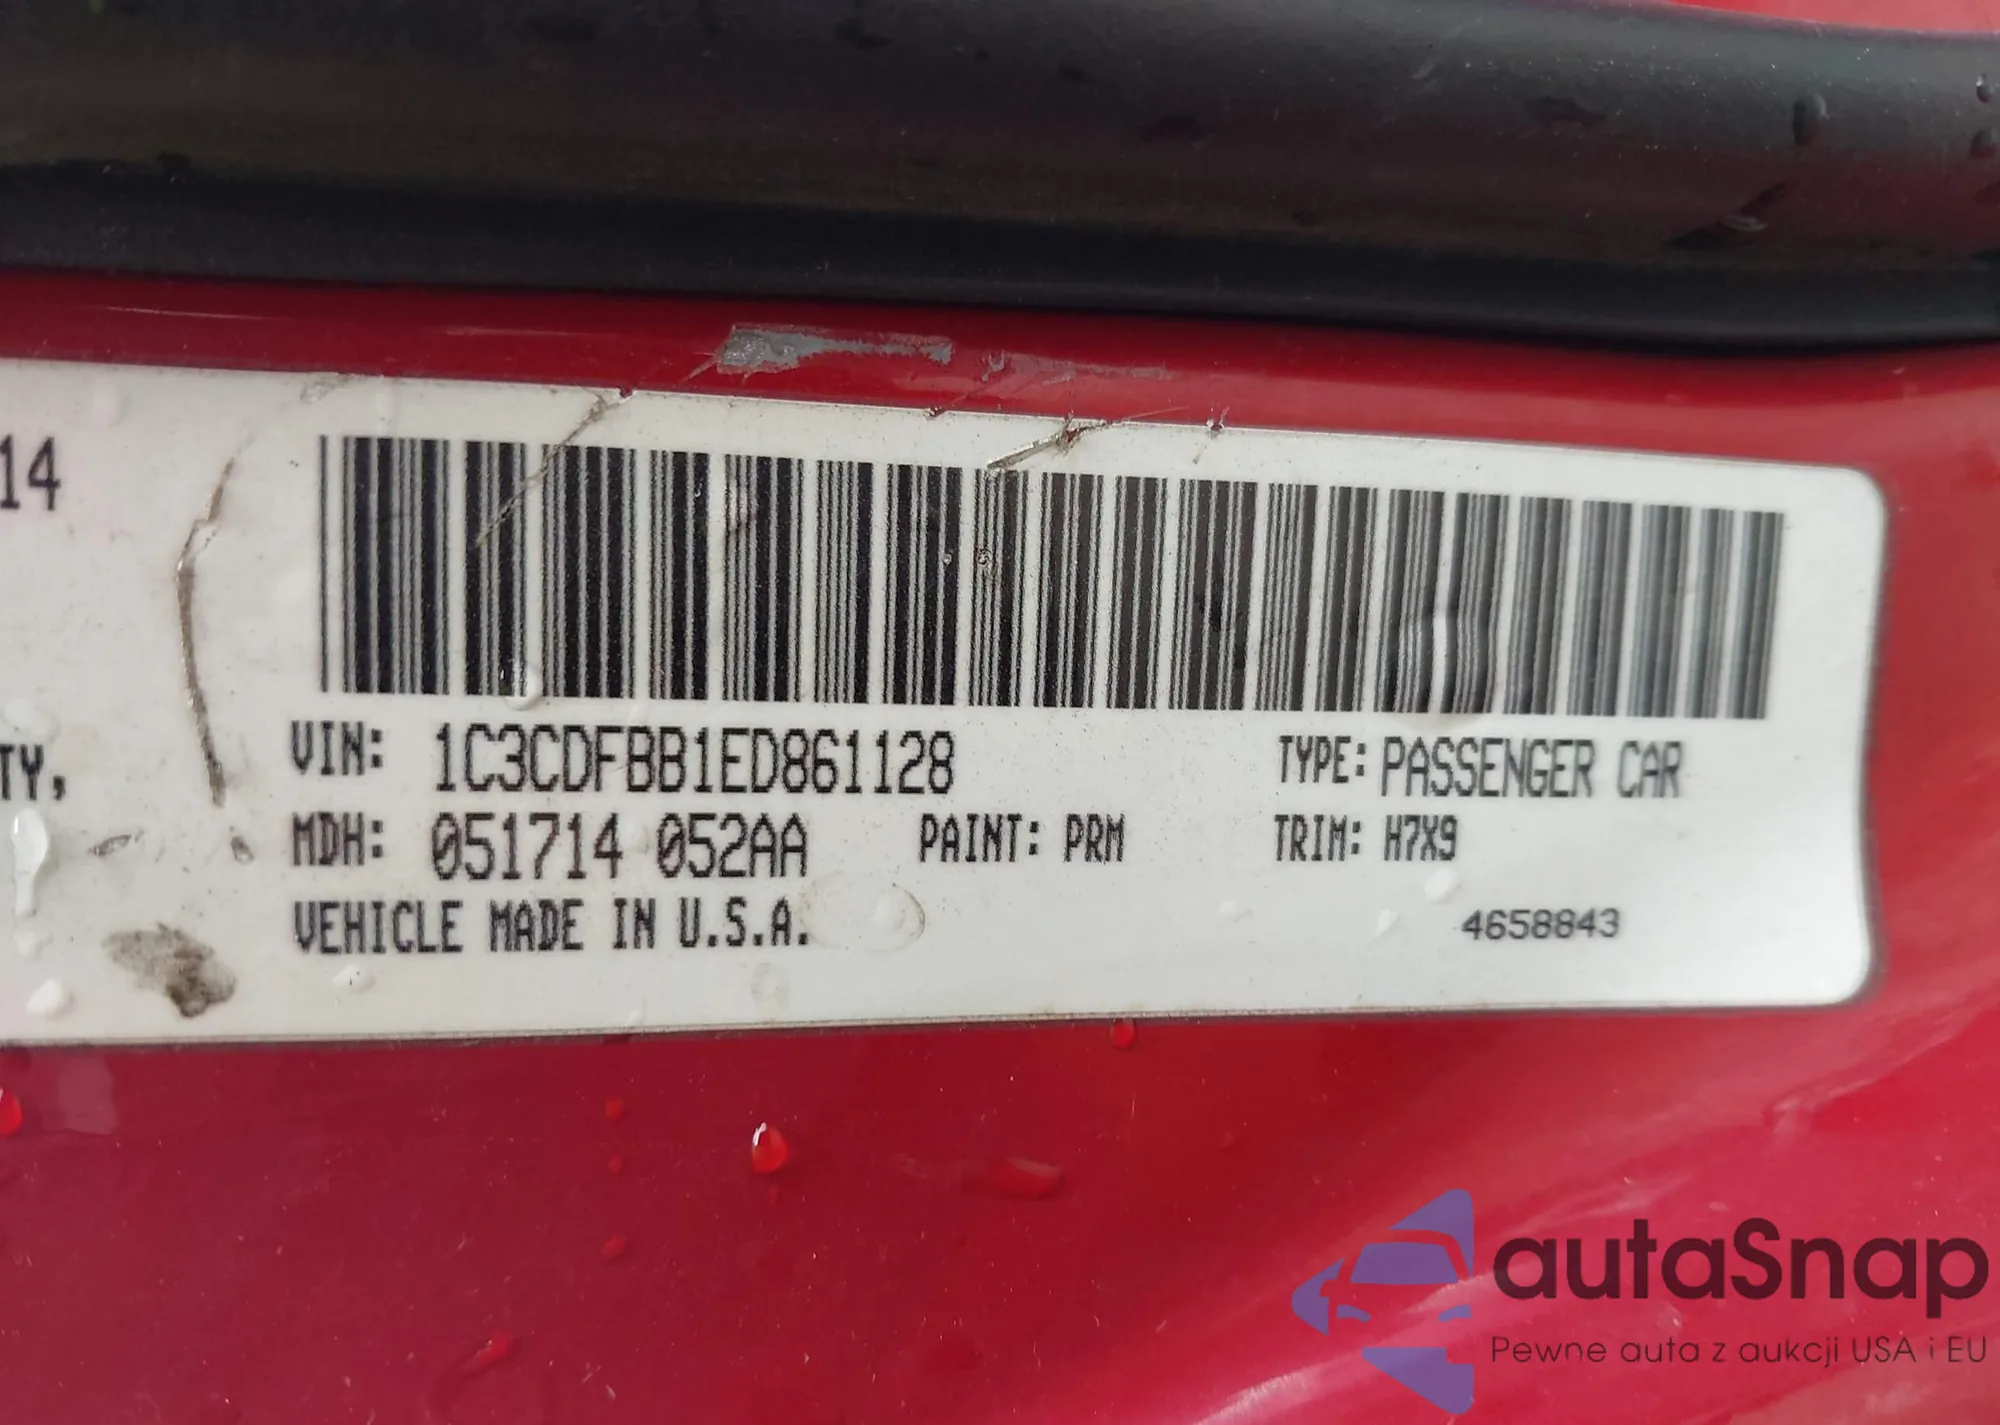 14
TY,
VIN: 1C3CDFBB1ED861128 TYPE: PASSENGER CAR
MDH: 051714 052AA PAINT: PRM TRIM: H7X9
VEHICLE MADE IN U.S.A. 4658843
autaSnap
Pewne auta z aukcji USA i EU